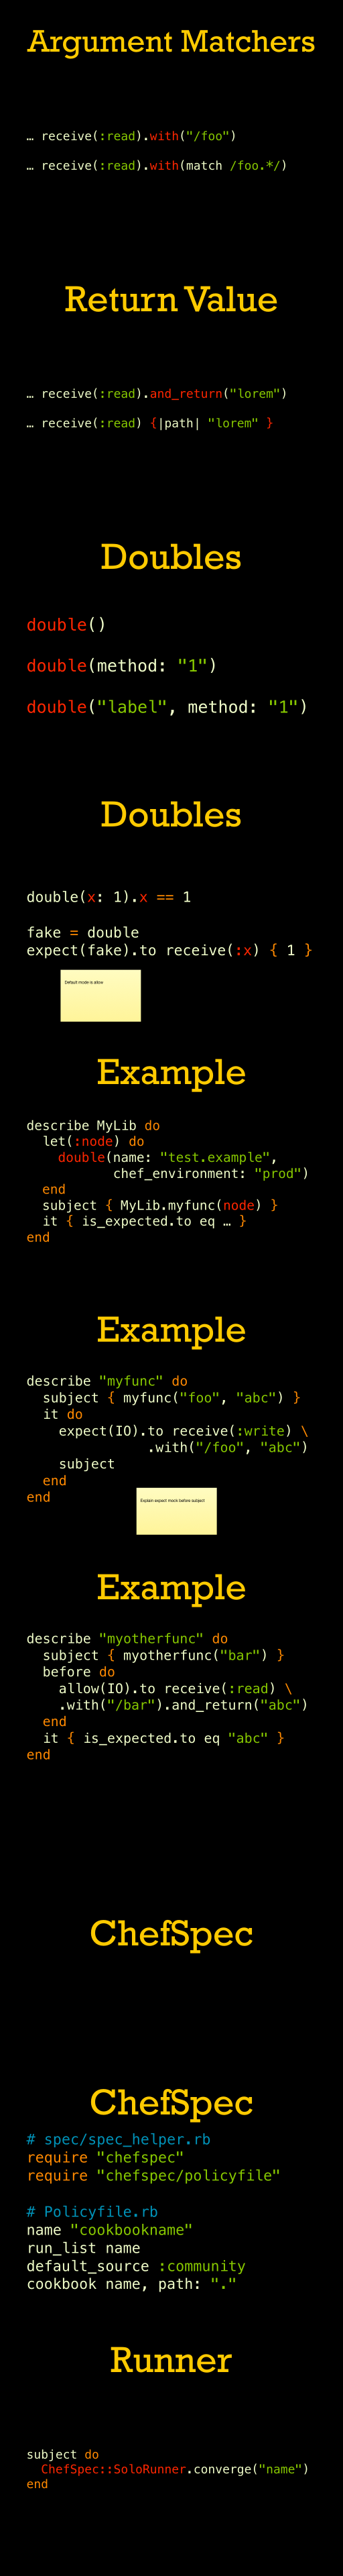 Argument Matchers
… receive(:read).with("/foo")
… receive(:read).with(match /foo.*/)
Return Value
… receive(:read).and_return("lorem")
… receive(:read) {|path| "lorem" }
Doubles
double()
double(method: "1")
double("label", method: "1")
Doubles
double(x: 1).x == 1
fake = double
expect(fake).to receive(:x) { 1 }
Default mode is allow
Example
describe MyLib do
  let(:node) do
    double(name: "test.example",
           chef_environment: "prod")
  end
  subject { MyLib.myfunc(node) }
  it { is_expected.to eq … }
end
Example
describe "myfunc" do
  subject { myfunc("foo", "abc") }
  it do
    expect(IO).to receive(:write) \
               .with("/foo", "abc")
    subject
  end
end
Explain expect mock before subject
Example
describe "myotherfunc" do
  subject { myotherfunc("bar") }
  before do
    allow(IO).to receive(:read) \
    .with("/bar").and_return("abc")
  end
  it { is_expected.to eq "abc" }
end
ChefSpec
ChefSpec
# spec/spec_helper.rb
require "chefspec"
require "chefspec/policyfile"
# Policyfile.rb
name "cookbookname"
run_list name
default_source :community
cookbook name, path: "."
Runner
subject do
  ChefSpec::SoloRunner.converge("name")
end